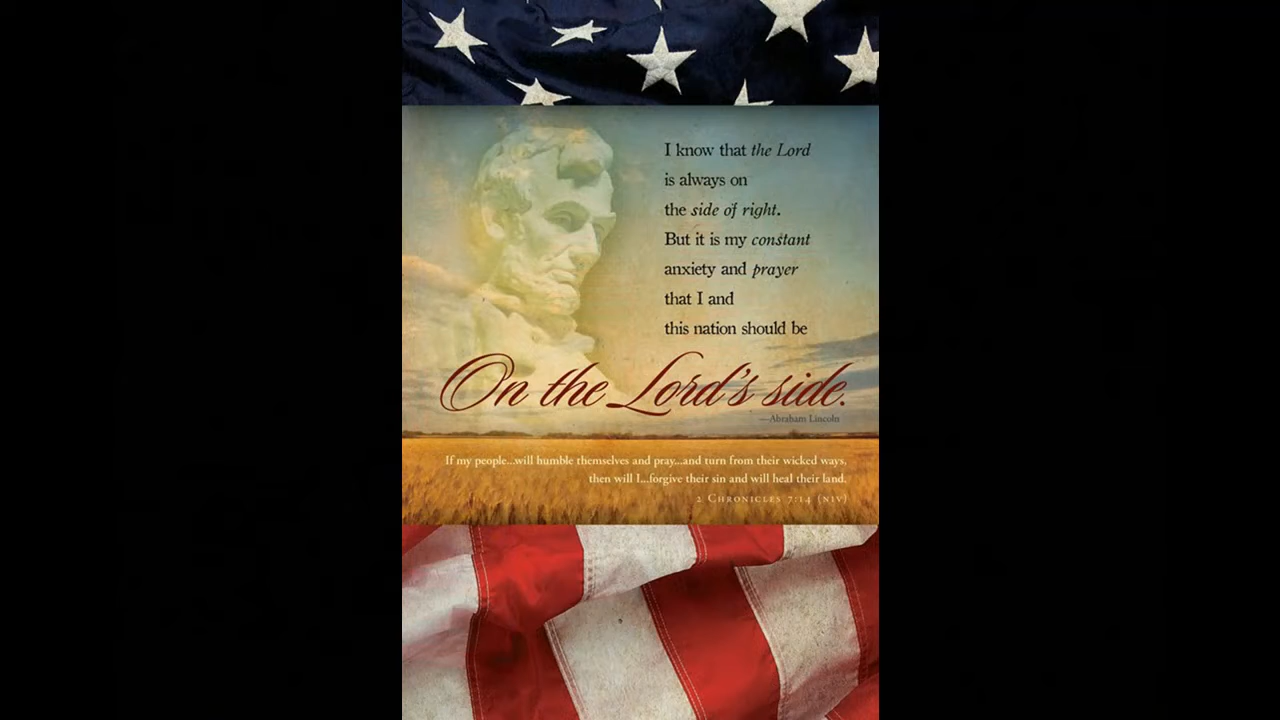 I know that the Lord
is always on
the side of right.
But it is my constant
anxiety and prayer
that I and
this nation should be
On the Lord's side.
—Abraham Lincoln
If my people...will humble themselves and pray...and turn from their wicked ways,
then will I...forgive their sin and will heal their land.
2 Chronicles 7:14 (NIV)